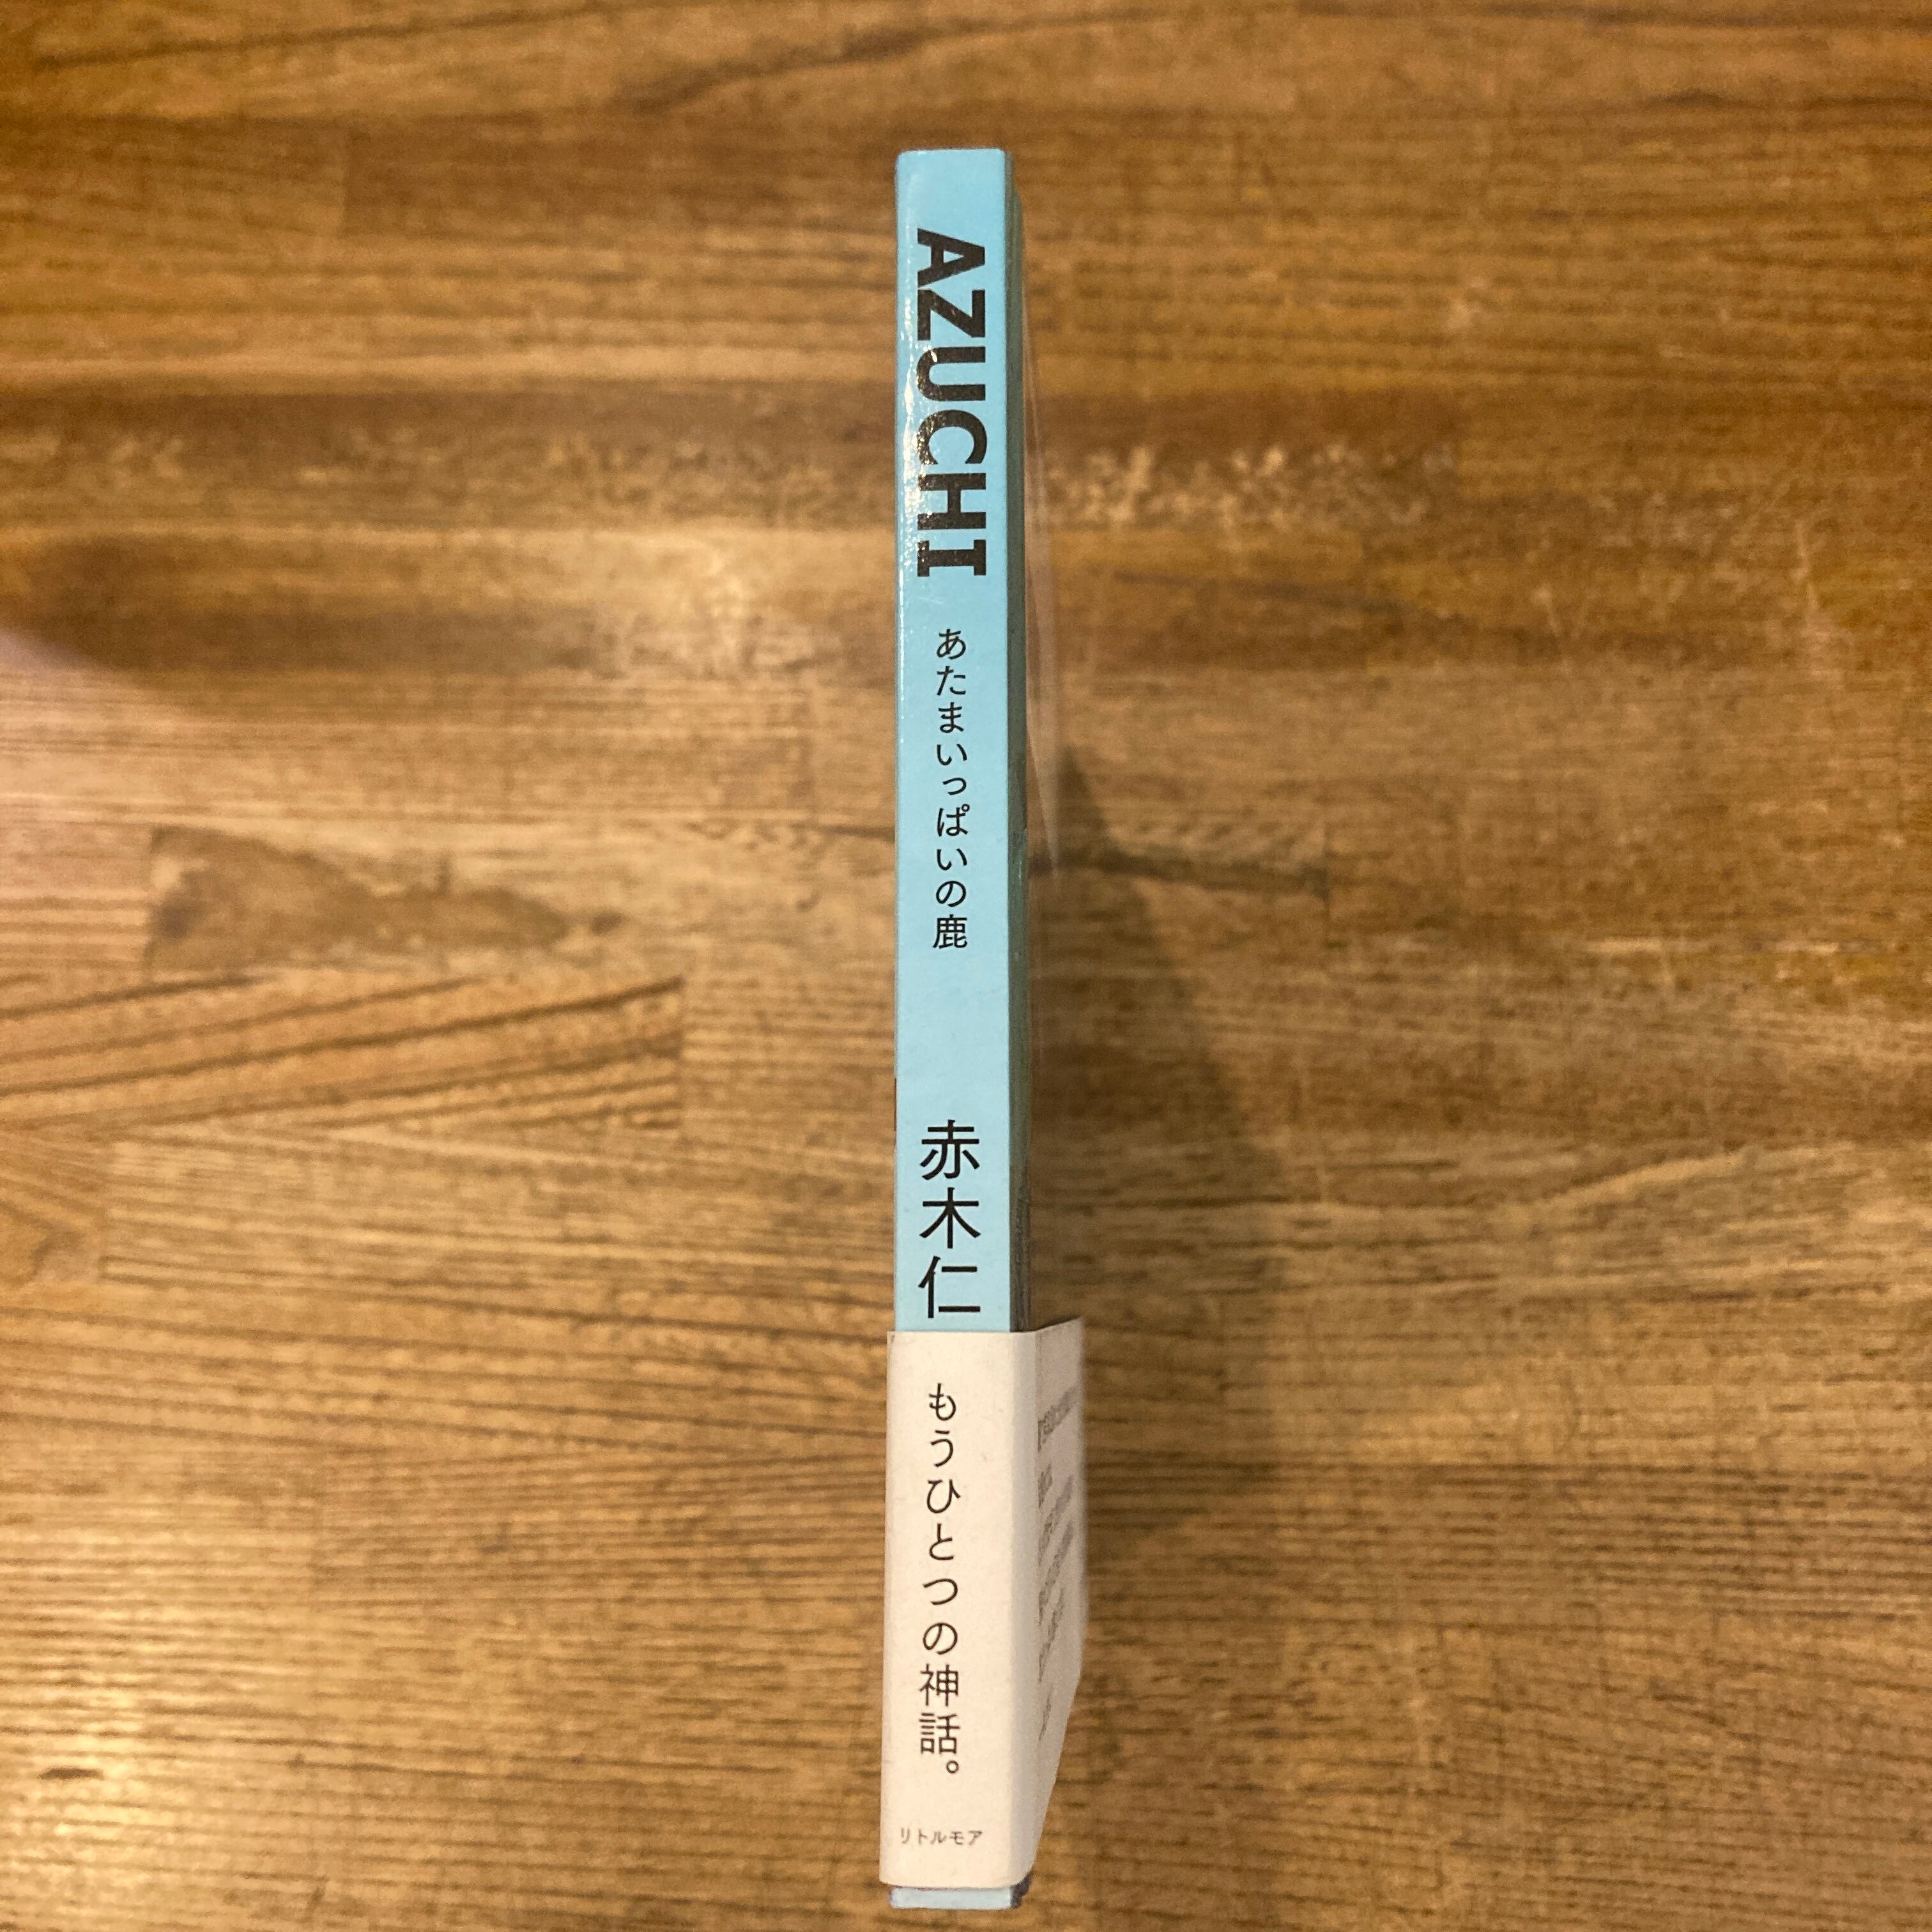 AZUCHI
あたまいっぱいの鹿
赤木仁
もうひとつの神話。
リトルモア